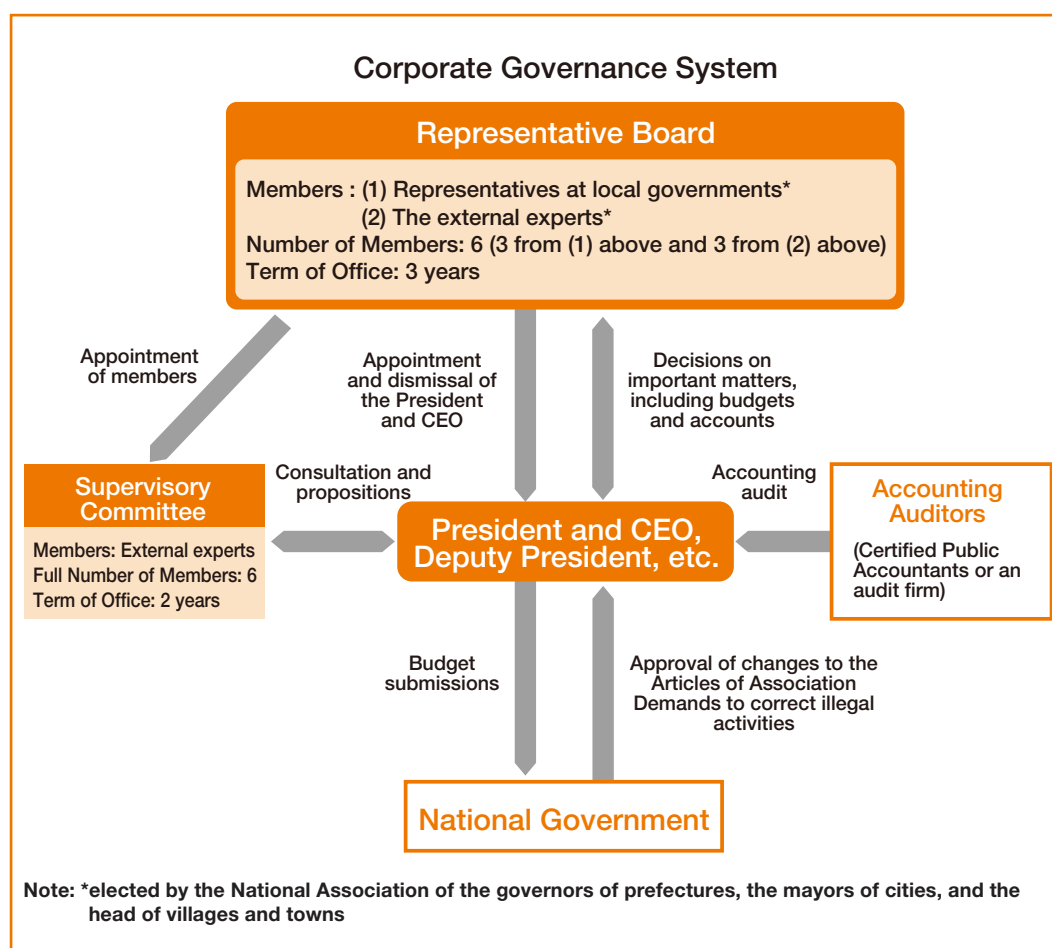 Corporate Governance System
Representative Board
Members : (1) Representatives at local governments*
(2) The external experts*
Number of Members: 6 (3 from (1) above and 3 from (2) above)
Term of Office: 3 years
Appointment
of members
Appointment
and dismissal of
the President
and CEO
Decisions on
important matters,
including budgets
and accounts
Supervisory
Committee
Members: External experts
Full Number of Members: 6
Term of Office: 2 years
Consultation and
propositions
President and CEO,
Deputy President, etc.
Accounting
audit
Accounting
Auditors
(Certified Public
Accountants or an
audit firm)
Budget
submissions
Approval of changes to the
Articles of Association
Demands to correct illegal
activities
National Government
Note: *elected by the National Association of the governors of prefectures, the mayors of cities, and the
head of villages and towns